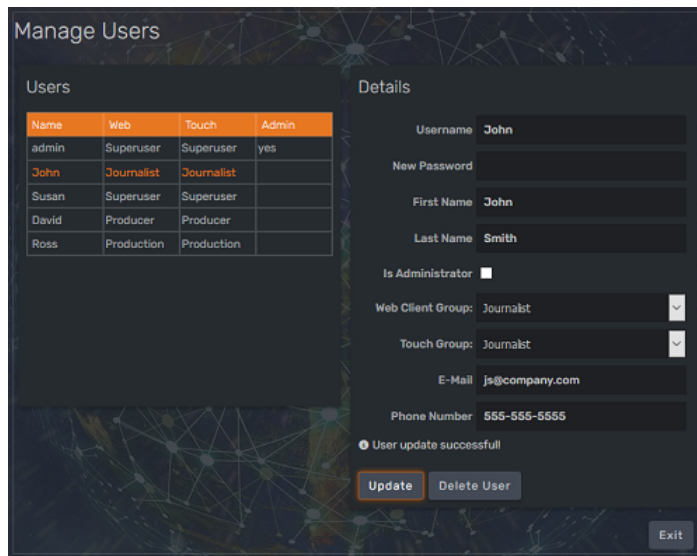 Manage Users
Users
Name Web Touch Admin
admin Superuser Superuser yes
John Journalist Journalist
Susan Superuser Superuser
David Producer Producer
Ross Production Production
Details
Username John
New Password
First Name John
Last Name Smith
Is Administrator
Web Client Group: Journalist
Touch Group: Journalist
E-Mail js@company.com
Phone Number 555-555-5555
User update successful!
Update Delete User
Exit